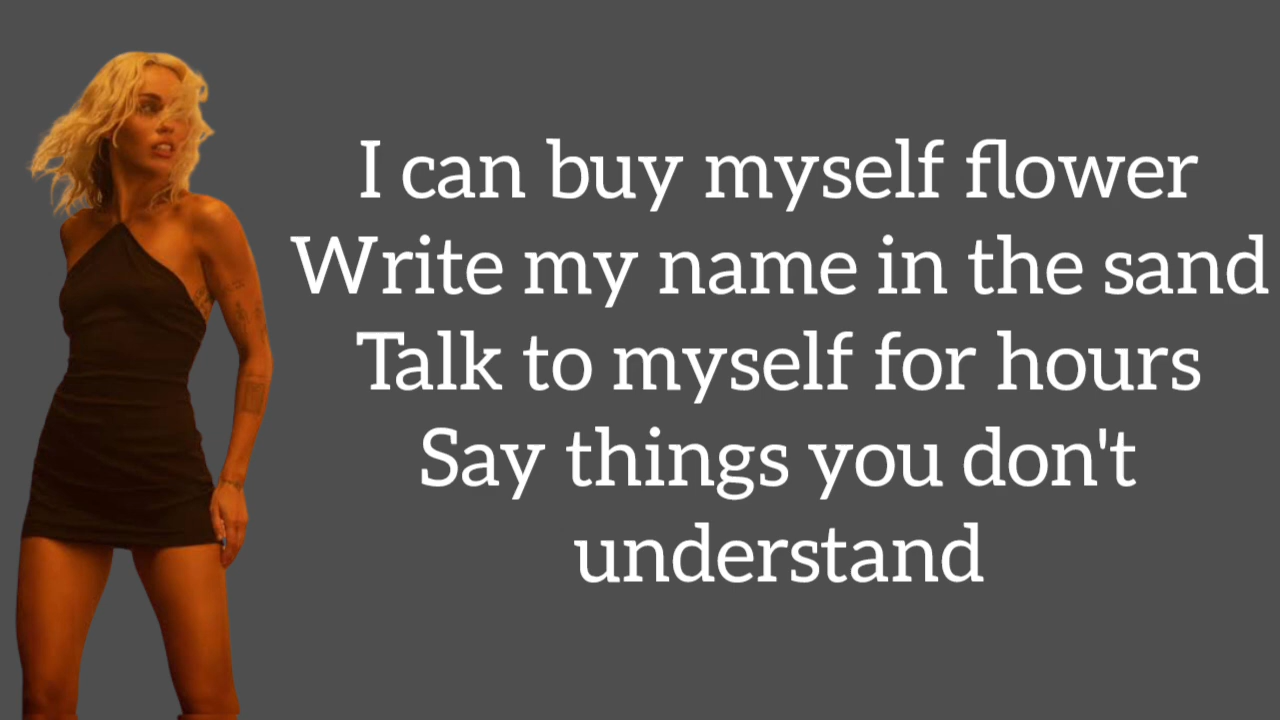 I can buy myself flower
Write my name in the sand
Talk to myself for hours
Say things you don't
understand